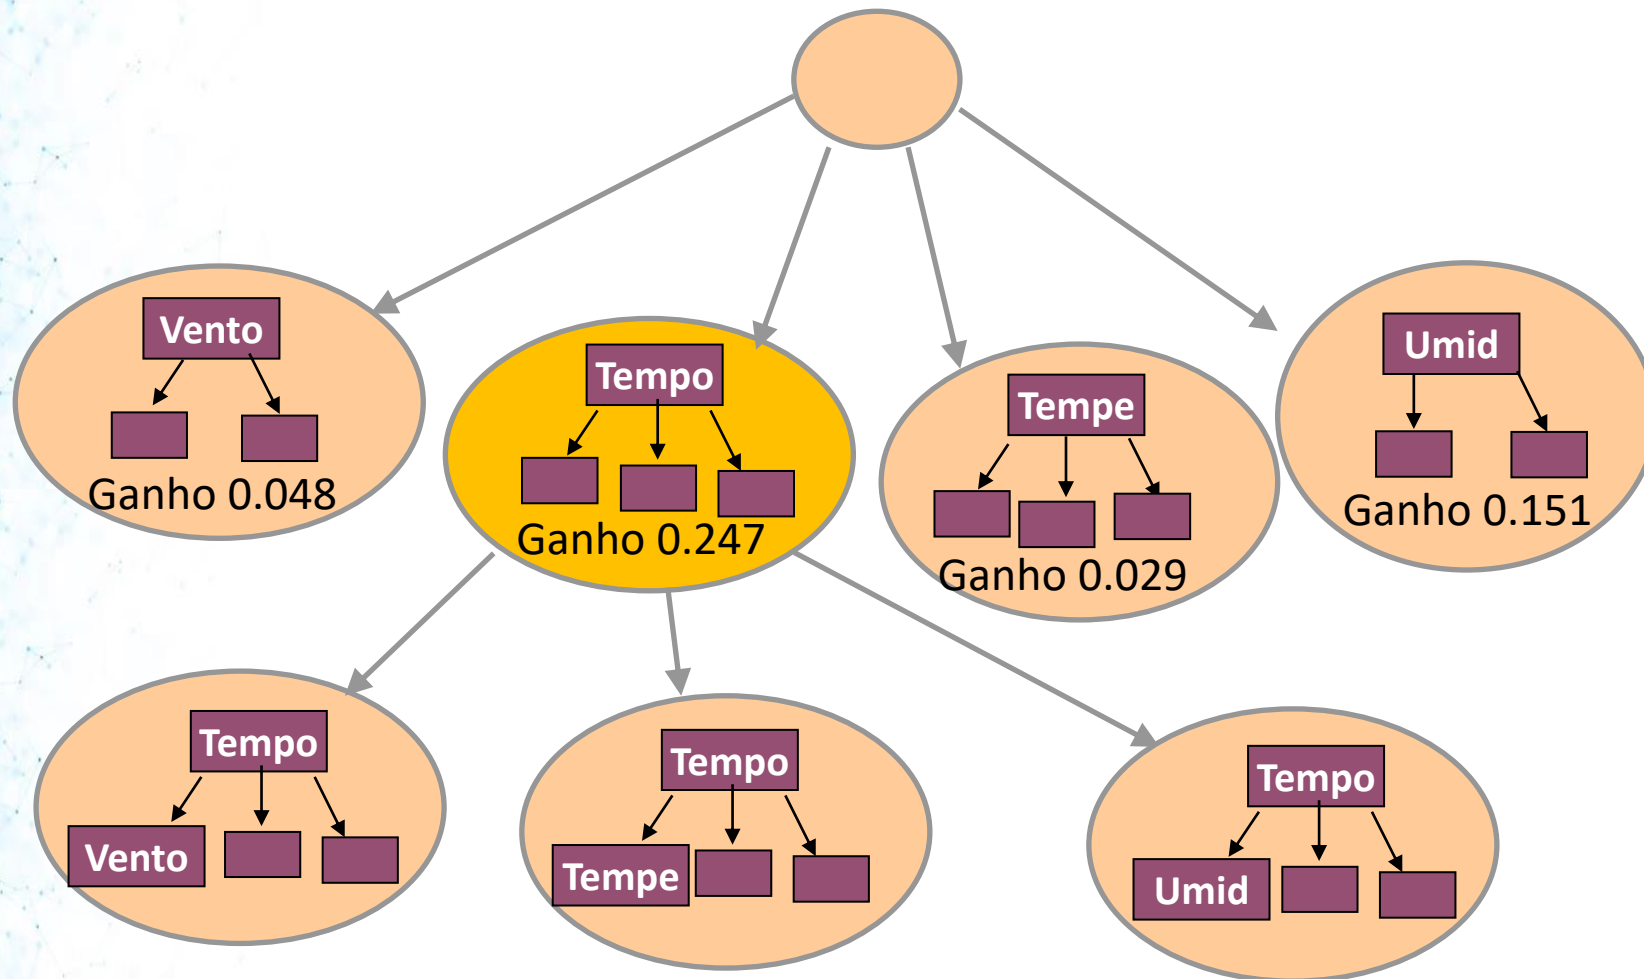 Vento
Ganho 0.048
Tempo
Ganho 0.247
Tempe
Ganho 0.029
Umid
Ganho 0.151
Tempo
Vento
Tempo
Tempe
Tempo
Umid